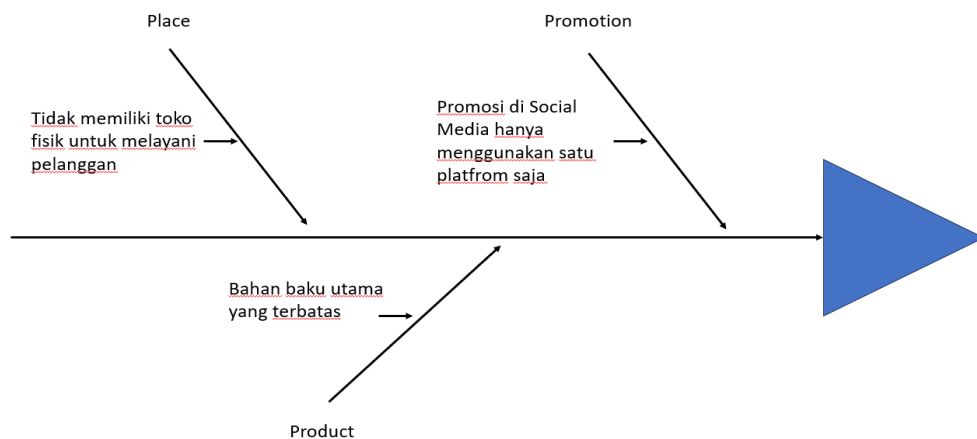 Place
Promotion
Tidak memiliki toko
fisik untuk melayani
pelanggan
Promosi di Social
Media hanya
menggunakan satu
platfrom saja
Bahan baku utama
yang terbatas
Product